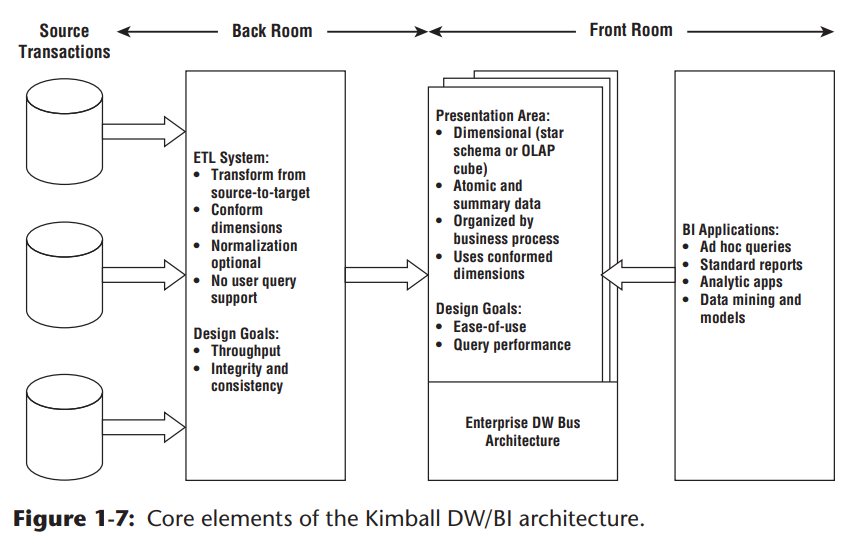 Source
Transactions
Back Room
Front Room
ETL System:
• Transform from
source-to-target
• Conform
dimensions
• Normalization
optional
• No user query
support
Design Goals:
• Throughput
• Integrity and
consistency
Presentation Area:
• Dimensional (star
schema or OLAP
cube)
• Atomic and
summary data
• Organized by
business process
• Uses conformed
dimensions
Design Goals:
• Ease-of-use
• Query performance
Enterprise DW Bus
Architecture
BI Applications:
• Ad hoc queries
• Standard reports
• Analytic apps
• Data mining and
models
Figure 1-7: Core elements of the Kimball DW/BI architecture.